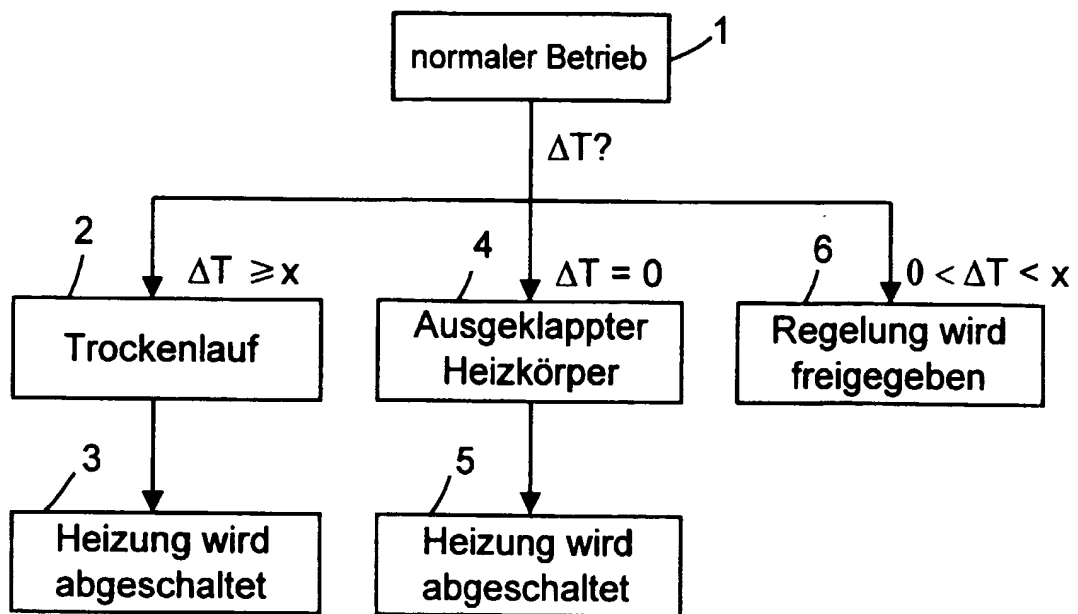 1
normaler Betrieb
ΔT?
2
ΔT ⩾ x
4
ΔT = 0
6
0 < ΔT < x
Trockenlauf
Ausgeklappter
Heizkörper
Regelung wird
freigegeben
3
Heizung wird
abgeschaltet
5
Heizung wird
abgeschaltet